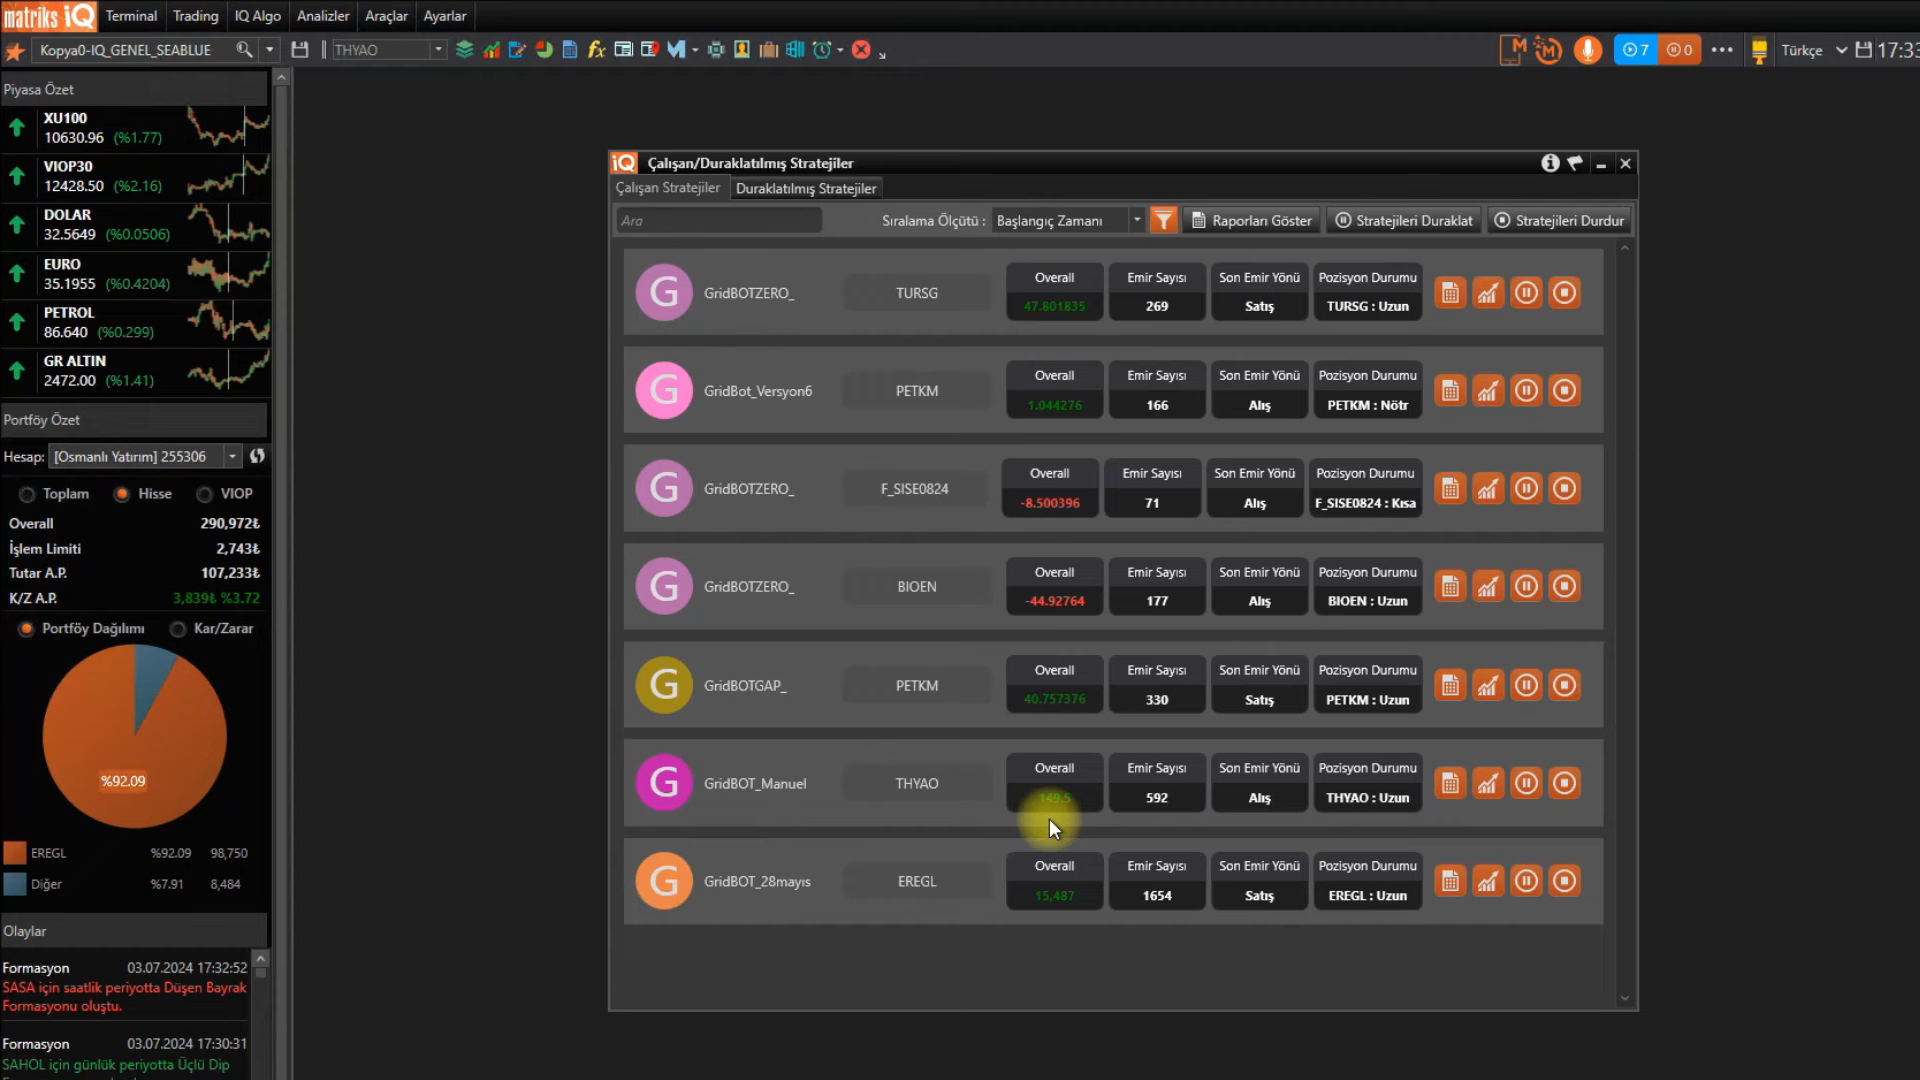 matriks iQ Terminal Trading IQ Algo Analizler Araçlar Ayarlar
Kopya0-IQ_GENEL_SEABLUE THYAO fx M M 7 0 Türkçe 17:33
Piyasa Özet
XU100
10630.96 (%1.77)
VIOP30
12428.50 (%2.16)
DOLAR
32.5649 (%0.0506)
EURO
35.1955 (%0.4204)
PETROL
86.640 (%0.299)
GR ALTIN
2472.00 (%1.41)
Portföy Özet
Hesap: [Osmanlı Yatırım] 255306
Toplam Hisse VIOP
Overall 290,972₺
İşlem Limiti 2,743₺
Tutar A.P. 107,233₺
K/Z A.P. 3,839₺ %3.72
Portföy Dağılımı Kar/Zarar
%92.09
EREGL %92.09 98,750
Diğer %7.91 8,484
Olaylar
Formasyon 03.07.2024 17:32:52
SASA için saatlik periyotta Düşen Bayrak
Formasyonu oluştu.
Formasyon 03.07.2024 17:30:31
SAHOL için günlük periyotta Üçlü Dip
iQ Çalışan/Duraklatılmış Stratejiler
Çalışan Stratejiler Duraklatılmış Stratejiler
Ara Sıralama Ölçütü : Başlangıç Zamanı Raporları Göster Stratejileri Duraklat Stratejileri Durdur
Overall Emir Sayısı Son Emir Yönü Pozisyon Durumu
G GridBOTZERO_ TURSG
47.801835 269 Satış TURSG : Uzun
Overall Emir Sayısı Son Emir Yönü Pozisyon Durumu
G GridBot_Versyon6 PETKM
1.044276 166 Alış PETKM : Nötr
Overall Emir Sayısı Son Emir Yönü Pozisyon Durumu
G GridBOTZERO_ F_SISE0824
-8.500396 71 Alış F_SISE0824 : Kısa
Overall Emir Sayısı Son Emir Yönü Pozisyon Durumu
G GridBOTZERO_ BIOEN
-44.92764 177 Alış BIOEN : Uzun
Overall Emir Sayısı Son Emir Yönü Pozisyon Durumu
G GridBOTGAP_ PETKM
40.757376 330 Satış PETKM : Uzun
Overall Emir Sayısı Son Emir Yönü Pozisyon Durumu
G GridBOT_Manuel THYAO
149.5 592 Alış THYAO : Uzun
Overall Emir Sayısı Son Emir Yönü Pozisyon Durumu
G GridBOT_28mayıs EREGL
15,487 1654 Satış EREGL : Uzun